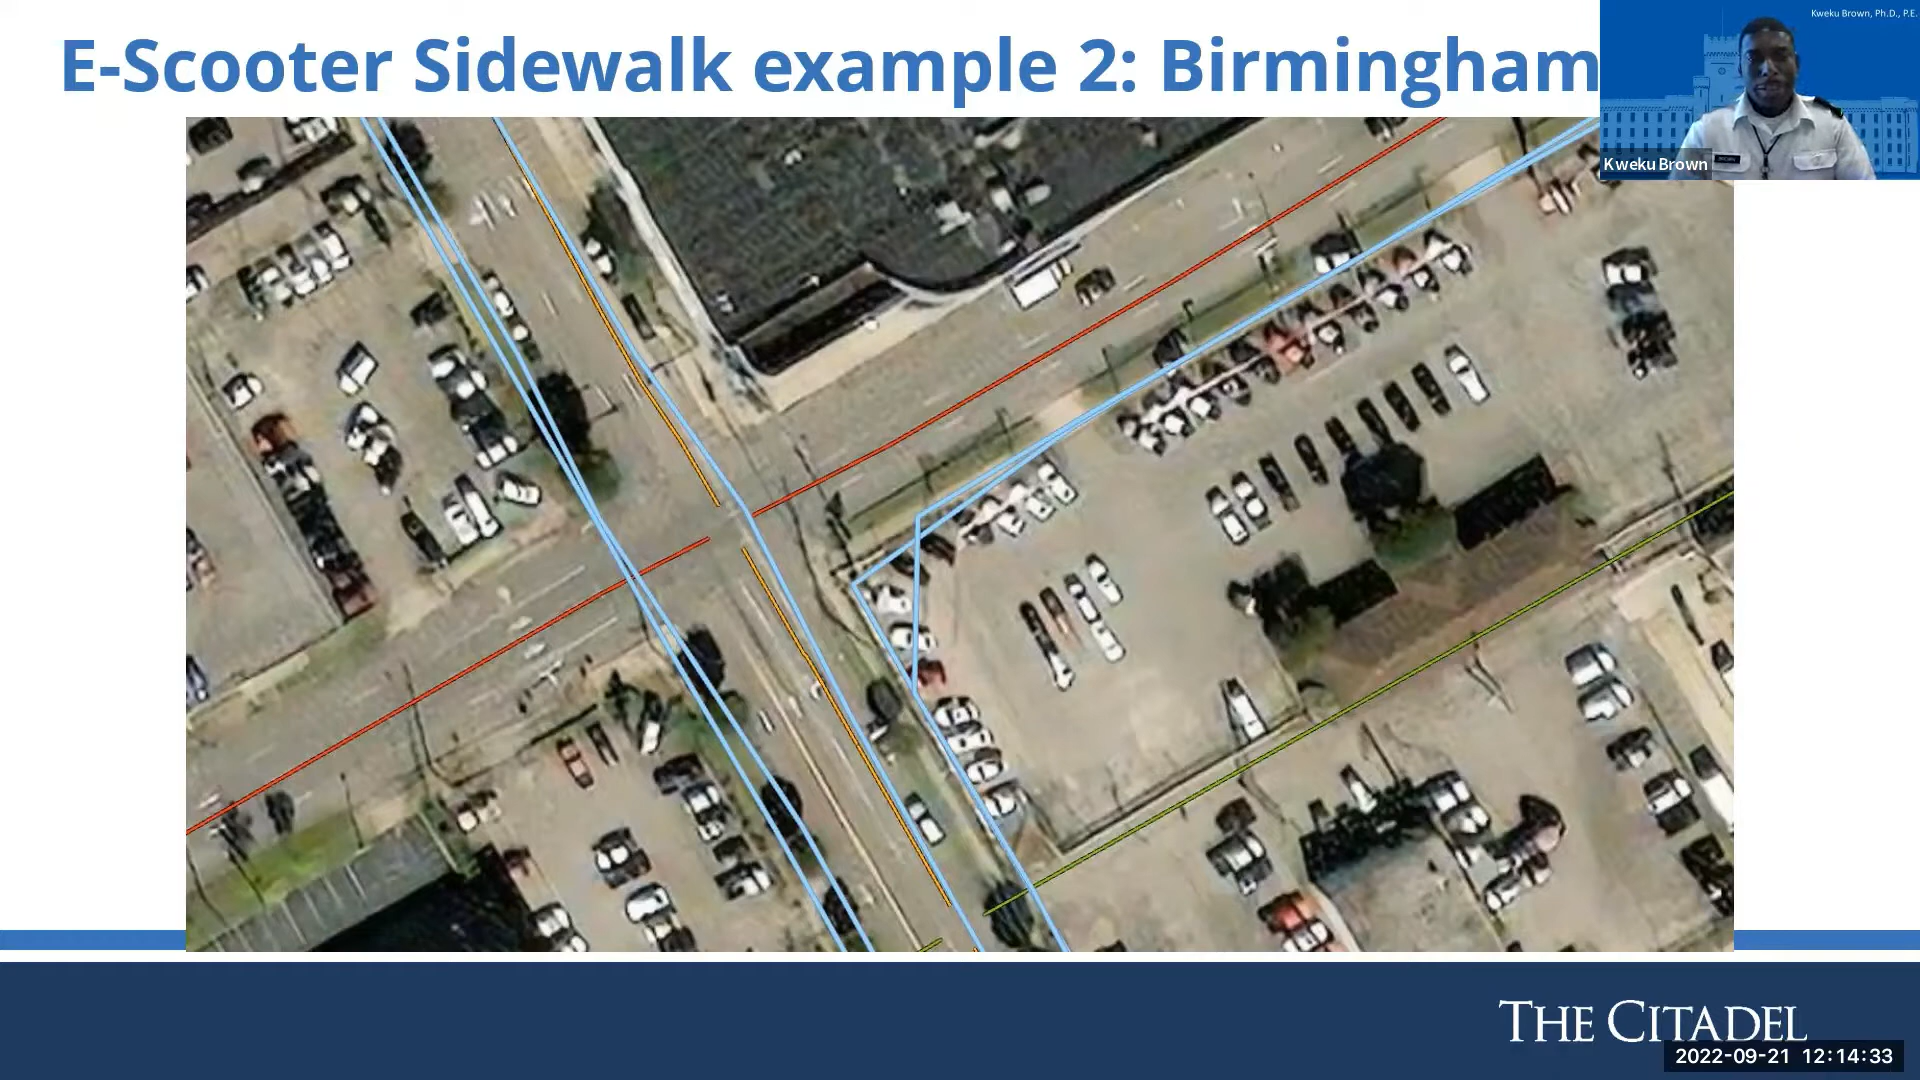 E-Scooter Sidewalk example 2: Birmingham
Kweku Brown, Ph.D., P.E.
Kweku Brown
THE CITADEL
2022-09-21 12:14:33